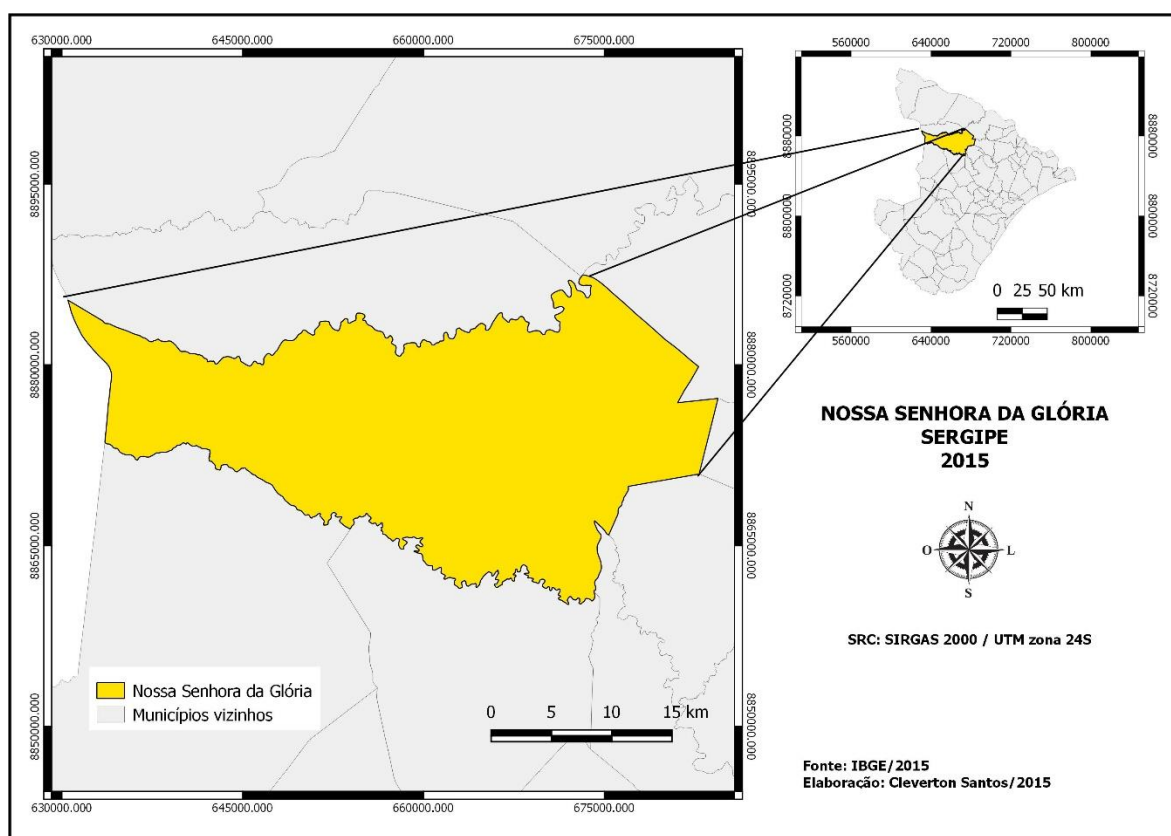 630000.000 645000.000 660000.000 675000.000
8895000.000 8895000.000
8880000.000 8880000.000
8865000.000 8865000.000
8850000.000 8850000.000
Nossa Senhora da Glória
Municípios vizinhos
0 5 10 15 km
630000.000 645000.000 660000.000 675000.000
560000 640000 720000 800000
8880000 8880000
8800000 8800000
8720000 8720000
0 25 50 km
560000 640000 720000 800000
NOSSA SENHORA DA GLÓRIA
SERGIPE
2015
N
O L
S
SRC: SIRGAS 2000 / UTM zona 24S
Fonte: IBGE/2015
Elaboração: Cleverton Santos/2015